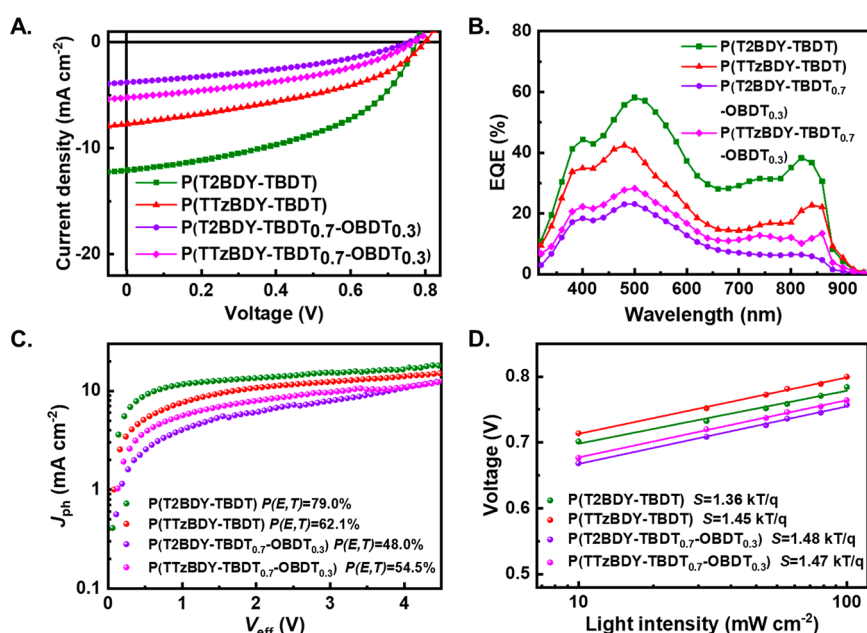 A.
0
-10
-20
Current density (mA cm⁻²)
P(T2BDY-TBDT)
P(TTzBDY-TBDT)
P(T2BDY-TBDT₀.₇-OBDT₀.₃)
P(TTzBDY-TBDT₀.₇-OBDT₀.₃)
0 0.2 0.4 0.6 0.8
Voltage (V)
B.
80
60
40
20
0
EQE (%)
P(T2BDY-TBDT)
P(TTzBDY-TBDT)
P(T2BDY-TBDT₀.₇
-OBDT₀.₃)
P(TTzBDY-TBDT₀.₇
-OBDT₀.₃)
400 500 600 700 800 900
Wavelength (nm)
C.
10
1
0.1
Jph (mA cm⁻²)
P(T2BDY-TBDT) P(E,T)=79.0%
P(TTzBDY-TBDT) P(E,T)=62.1%
P(T2BDY-TBDT₀.₇-OBDT₀.₃) P(E,T)=48.0%
P(TTzBDY-TBDT₀.₇-OBDT₀.₃) P(E,T)=54.5%
0 1 2 3 4
Veff (V)
D.
0.8
0.7
0.6
0.5
Voltage (V)
P(T2BDY-TBDT) S=1.36 kT/q
P(TTzBDY-TBDT) S=1.45 kT/q
P(T2BDY-TBDT₀.₇-OBDT₀.₃) S=1.48 kT/q
P(TTzBDY-TBDT₀.₇-OBDT₀.₃) S=1.47 kT/q
10 100
Light intensity (mW cm⁻²)